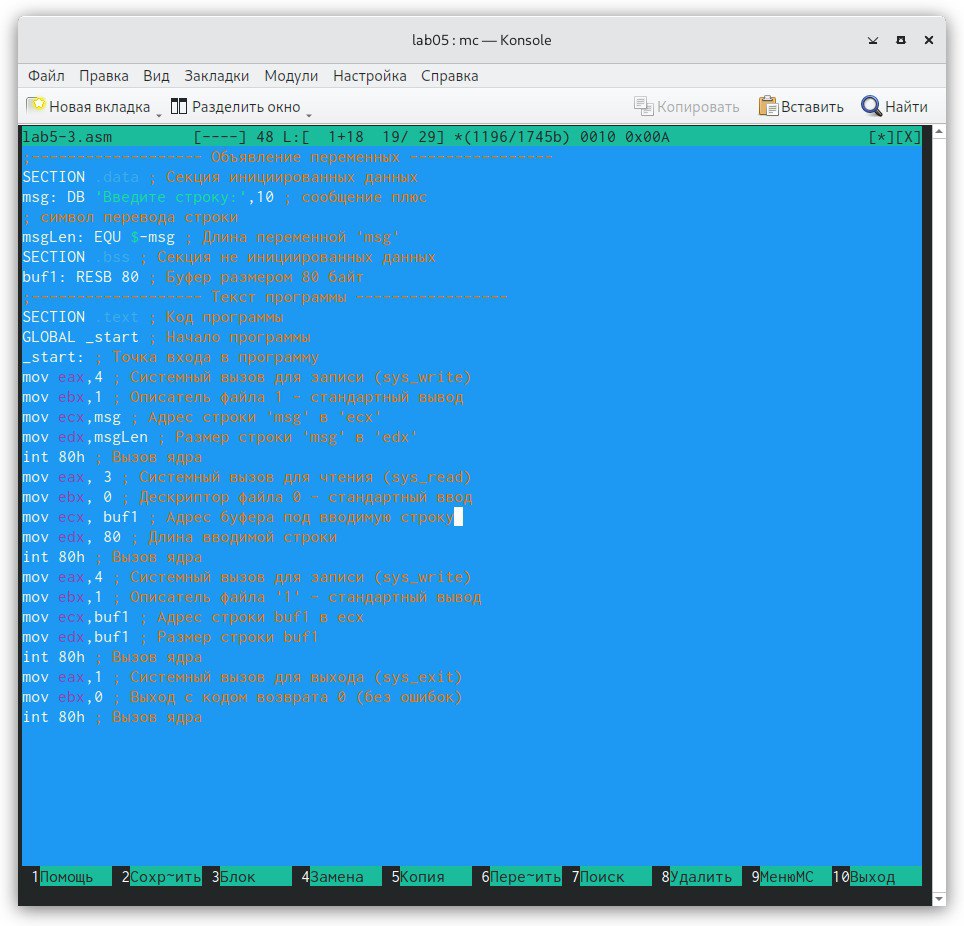 lab05 : mc — Konsole
Файл Правка Вид Закладки Модули Настройка Справка
Новая вкладка Разделить окно Копировать Вставить Найти
lab5-3.asm [----] 48 L:[ 1+18 19/ 29] *(1196/1745b) 0010 0x00A [*][X]
;------------------- Объявление переменных ----------------
SECTION .data ; Секция инициированных данных
msg: DB 'Введите строку:',10 ; сообщение плюс
; символ перевода строки
msgLen: EQU $-msg ; Длина переменной 'msg'
SECTION .bss ; Секция не инициированных данных
buf1: RESB 80 ; Буфер размером 80 байт
;------------------- Текст программы -----------------
SECTION .text ; Код программы
GLOBAL _start ; Начало программы
_start: ; Точка входа в программу
mov eax,4 ; Системный вызов для записи (sys_write)
mov ebx,1 ; Описатель файла 1 - стандартный вывод
mov ecx,msg ; Адрес строки 'msg' в 'ecx'
mov edx,msgLen ; Размер строки 'msg' в 'edx'
int 80h ; Вызов ядра
mov eax, 3 ; Системный вызов для чтения (sys_read)
mov ebx, 0 ; Дескриптор файла 0 - стандартный ввод
mov ecx, buf1 ; Адрес буфера под вводимую строку
mov edx, 80 ; Длина вводимой строки
int 80h ; Вызов ядра
mov eax,4 ; Системный вызов для записи (sys_write)
mov ebx,1 ; Описатель файла '1' - стандартный вывод
mov ecx,buf1 ; Адрес строки buf1 в ecx
mov edx,buf1 ; Размер строки buf1
int 80h ; Вызов ядра
mov eax,1 ; Системный вызов для выхода (sys_exit)
mov ebx,0 ; Выход с кодом возврата 0 (без ошибок)
int 80h ; Вызов ядра
1Помощь 2Сохр~ить 3Блок 4Замена 5Копия 6Пере~ить 7Поиск 8Удалить 9МенюMC 10Выход